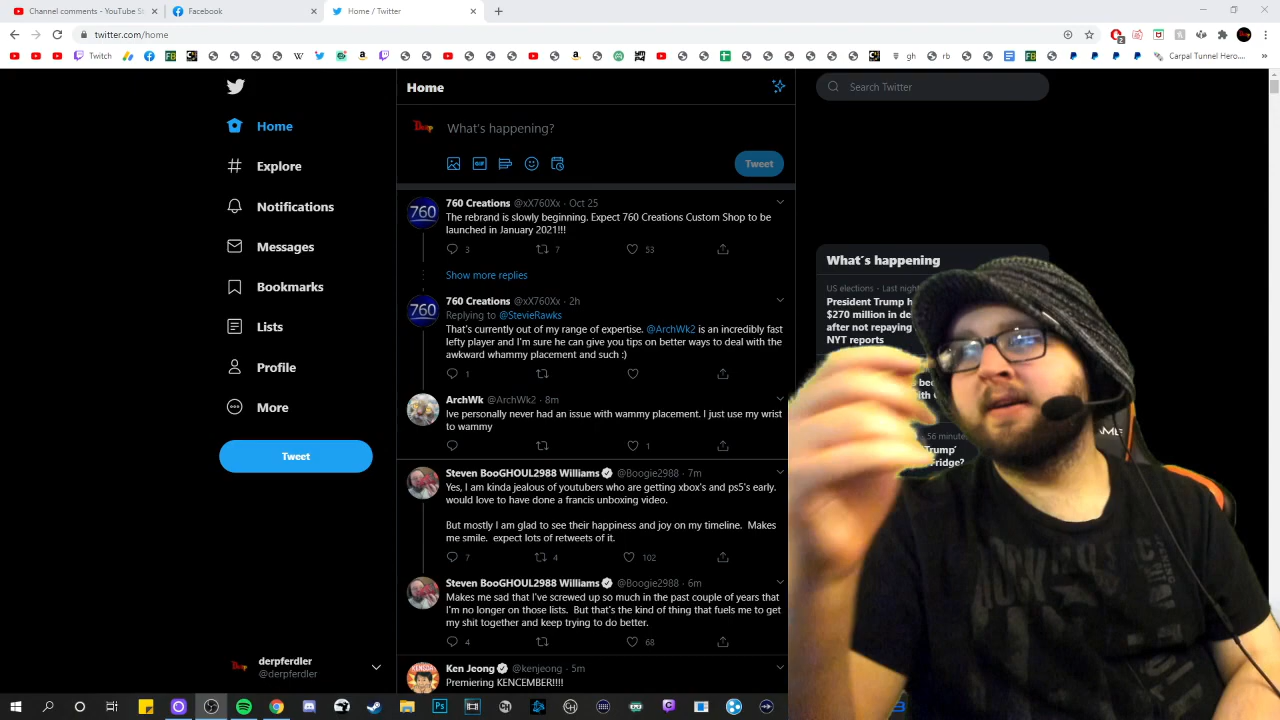 Channel comments - YouTube St
Facebook
Home / Twitter
twitter.com/home
2
Twitch
gh
rb
Carpal Tunnel Hero...
Home
Search Twitter
Home
Explore
Notifications
Messages
Bookmarks
Lists
Profile
More
Tweet
What's happening?
GIF
Tweet
760
760 Creations @xX760Xx · Oct 25
The rebrand is slowly beginning. Expect 760 Creations Custom Shop to be
launched in January 2021!!!
3 7 53
Show more replies
760
760 Creations @xX760Xx · 2h
Replying to @StevieRawks
That's currently out of my range of expertise. @ArchWk2 is an incredibly fast
lefty player and I'm sure he can give you tips on better ways to deal with the
awkward whammy placement and such :)
1
ArchWk @ArchWk2 · 8m
Ive personally never had an issue with wammy placement. I just use my wrist
to wammy
1
Steven BooGHOUL2988 Williams @Boogie2988 · 7m
Yes, I am kinda jealous of youtubers who are getting xbox's and ps5's early.
would love to have done a francis unboxing video.
But mostly I am glad to see their happiness and joy on my timeline. Makes
me smile. expect lots of retweets of it.
7 4 102
Steven BooGHOUL2988 Williams @Boogie2988 · 6m
Makes me sad that I've screwed up so much in the past couple of years that
I'm no longer on those lists. But that's the kind of thing that fuels me to get
my shit together and keep trying to do better.
4 68
Ken Jeong @kenjeong · 5m
Premiering KENCEMBER!!!!
What's happening
US elections · Last night
President Trump h
$270 million in de
after not repaying
NYT reports
56 minute
Trump'
Fridge?
derpferdler
@derpferdler
Ps